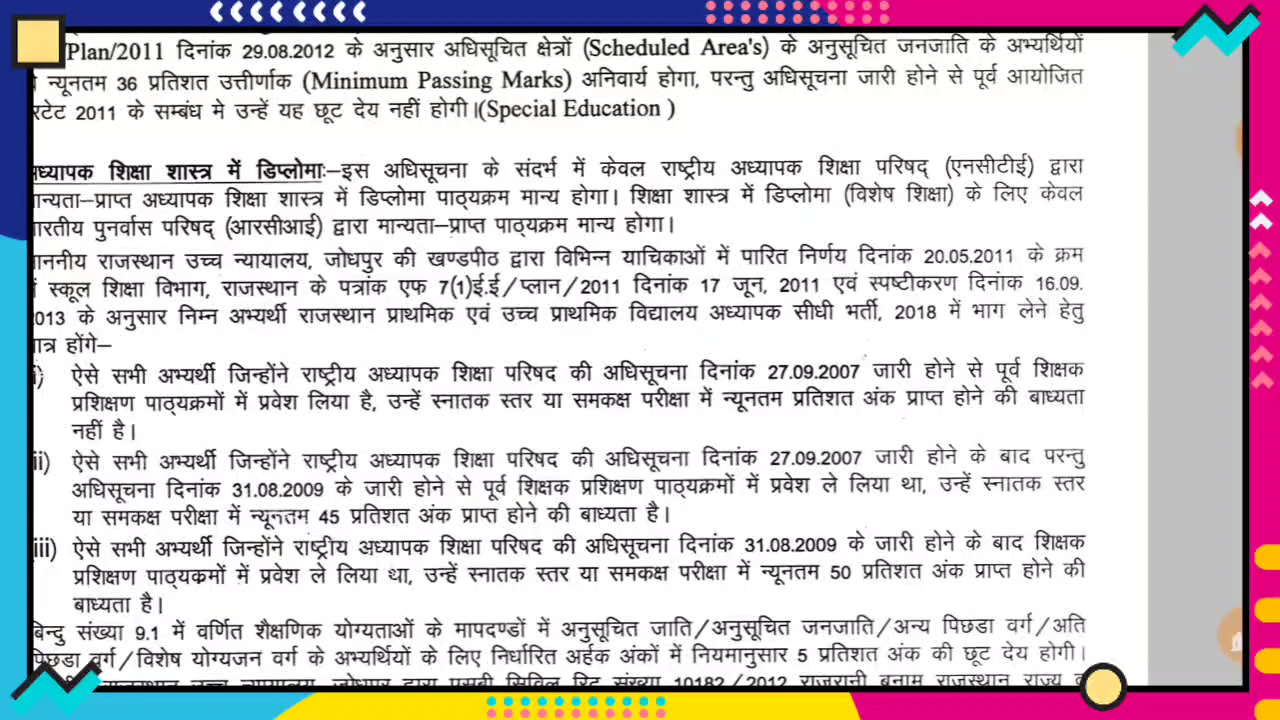 Plan/2011 दिनांक 29.08.2012 के अनुसार अधिसूचित क्षेत्रों (Scheduled Area's) के अनुसूचित जनजाति के अभ्यर्थियों
न्यूनतम 36 प्रतिशत उत्तीर्णाक (Minimum Passing Marks) अनिवार्य होगा, परन्तु अधिसूचना जारी होने से पूर्व आयोजित
रटेट 2011 के सम्बंध मे उन्हें यह छूट देय नहीं होगी।(Special Education )
ध्यापक शिक्षा शास्त्र में डिप्लोमाः–इस अधिसूचना के संदर्भ में केवल राष्ट्रीय अध्यापक शिक्षा परिषद् (एनसीटीई) द्वारा
ान्यता–प्राप्त अध्यापक शिक्षा शास्त्र में डिप्लोमा पाठ्यक्रम मान्य होगा। शिक्षा शास्त्र में डिप्लोमा (विशेष शिक्षा) के लिए केवल
ारतीय पुनर्वास परिषद् (आरसीआई) द्वारा मान्यता–प्राप्त पाठ्यक्रम मान्य होगा।
ाननीय राजस्थान उच्च न्यायालय, जोधपुर की खण्डपीठ द्वारा विभिन्न याचिकाओं में पारित निर्णय दिनांक 20.05.2011 के क्रम
स्कूल शिक्षा विभाग, राजस्थान के पत्रांक एफ 7(1)ई.ई/प्लान/2011 दिनांक 17 जून, 2011 एवं स्पष्टीकरण दिनांक 16.09.
2013 के अनुसार निम्न अभ्यर्थी राजस्थान प्राथमिक एवं उच्च प्राथमिक विद्यालय अध्यापक सीधी भर्ती, 2018 में भाग लेने हेतु
ात्र होंगे–
i) ऐसे सभी अभ्यर्थी जिन्होंने राष्ट्रीय अध्यापक शिक्षा परिषद की अधिसूचना दिनांक 27.09.2007 जारी होने से पूर्व शिक्षक
प्रशिक्षण पाठ्यक्रमों में प्रवेश लिया है, उन्हें स्नातक स्तर या समकक्ष परीक्षा में न्यूनतम प्रतिशत अंक प्राप्त होने की बाध्यता
नहीं है।
ii) ऐसे सभी अभ्यर्थी जिन्होंने राष्ट्रीय अध्यापक शिक्षा परिषद की अधिसूचना दिनांक 27.09.2007 जारी होने के बाद परन्तु
अधिसूचना दिनांक 31.08.2009 के जारी होने से पूर्व शिक्षक प्रशिक्षण पाठ्यक्रमों में प्रवेश ले लिया था, उन्हें स्नातक स्तर
या समकक्ष परीक्षा में न्यूनतम 45 प्रतिशत अंक प्राप्त होने की बाध्यता है।
iii) ऐसे सभी अभ्यर्थी जिन्होंने राष्ट्रीय अध्यापक शिक्षा परिषद की अधिसूचना दिनांक 31.08.2009 के जारी होने के बाद शिक्षक
प्रशिक्षण पाठ्यक्रमों में प्रवेश ले लिया था, उन्हें स्नातक स्तर या समकक्ष परीक्षा में न्यूनतम 50 प्रतिशत अंक प्राप्त होने की
बाध्यता है।
बिन्दु संख्या 9.1 में वर्णित शैक्षणिक योग्यताओं के मापदण्डों में अनुसूचित जाति/अनुसूचित जनजाति/अन्य पिछडा वर्ग/अति
पिछडा वर्ग/विशेष योग्यजन वर्ग के अभ्यर्थियों के लिए निर्धारित अर्हक अंकों में नियमानुसार 5 प्रतिशत अंक की छूट देय होगी।
राजस्थान उच्च न्यायालय, जोधपुर द्वारा एसबी सिविल रिट संख्या 10182/2012 राजरानी बनाम राजस्थान राज्य